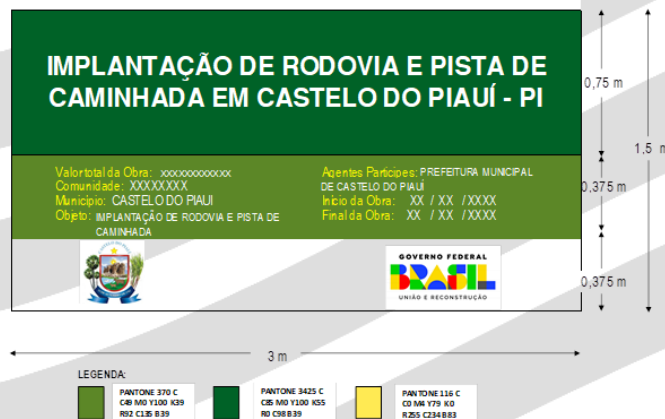 IMPLANTAÇÃO DE RODOVIA E PISTA DE
CAMINHADA EM CASTELO DO PIAUÍ - PI
0,75 m
1,5 m
Valor total da Obra: xxxxxxxxxxxx
Comunidade: XXXXXXXX
Município: CASTELO DO PIAUI
Objeto: IMPLANTAÇÃO DE RODOVIA E PISTA DE
CAMINHADA
Agentes Partícipes: PREFEITURA MUNICIPAL
DE CASTELO DO PIAUÍ
Início da Obra: XX / XX / XXXX
Final da Obra: XX / XX / XXXX
0,375 m
GOVERNO FEDERAL
BRASIL
UNIÃO E RECONSTRUÇÃO
0,375 m
3 m
LEGENDA:
PANTONE 370 C
C49 M0 Y100 K39
R92 C135 B39
PANTONE 3425 C
C85 M0 Y100 K55
R0 C98 B39
PANTONE 116 C
C0 M4 Y79 K0
R255 C234 B83